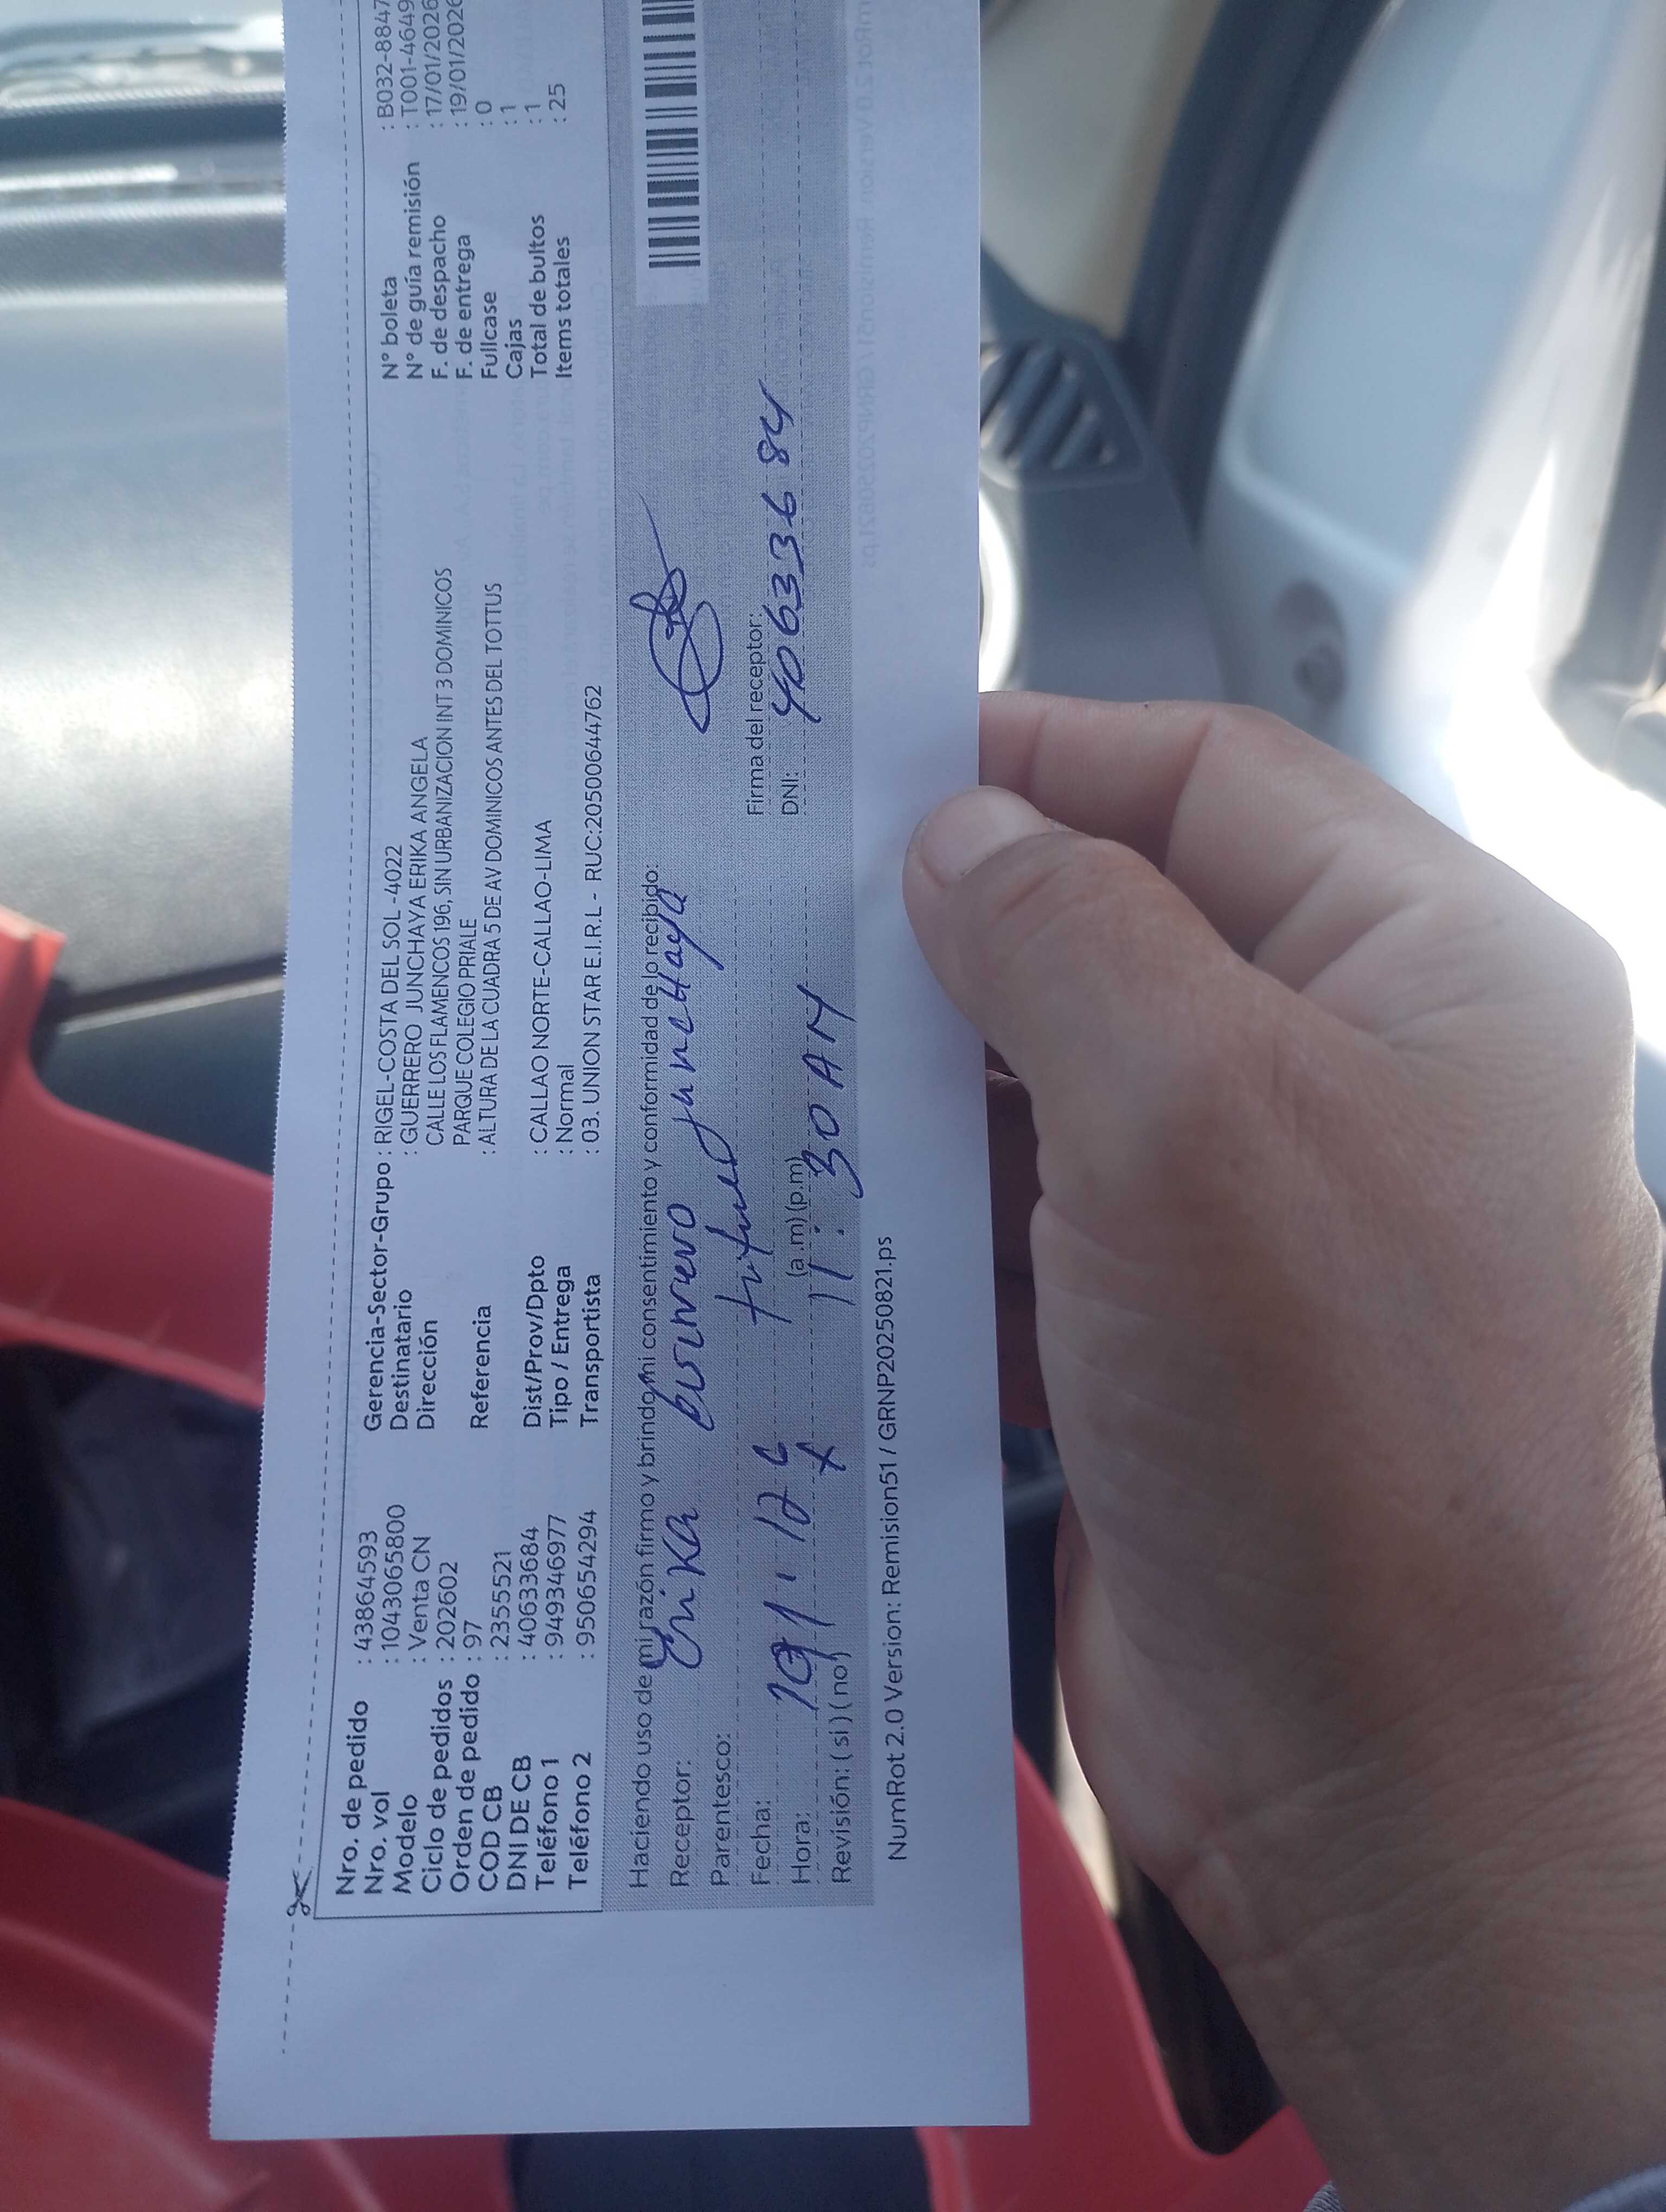 Nro. de pedido : 43864593 Gerencia-Sector-Grupo : RIGEL-COSTA DEL SOL -4022 N° boleta : B032-8847
Nro. vol : 1043065800 Destinatario : GUERRERO JUNCHAYA ERIKA ANGELA N° de guía remisión : T001-4649
Modelo : Venta CN Dirección CALLE LOS FLAMENCOS 196, SIN URBANIZACION INT 3 DOMINICOS F. de despacho : 17/01/2026
Ciclo de pedidos : 202602 PARQUE COLEGIO PRIALE F. de entrega : 19/01/2026
Orden de pedido : 97 Referencia : ALTURA DE LA CUADRA 5 DE AV DOMINICOS ANTES DEL TOTTUS Fullcase : 0
COD CB : 2355521 Cajas : 1
DNI DE CB : 40633684 Dist/Prov/Dpto : CALLAO NORTE-CALLAO-LIMA Total de bultos : 1
Teléfono 1 : 949346977 Tipo / Entrega : Normal Items totales : 25
Teléfono 2 : 950654294 Transportista : 03. UNION STAR E.I.R.L - RUC:20500644762
Haciendo uso de mi razón firmo y brindo mi consentimiento y conformidad de lo recibido:
Receptor: Erika Guerrero Junchaya
Parentesco: titular
Fecha: 19/1/26 Firma del receptor:
Hora: (a.m) (p.m) 11:30 AM DNI: 40633684
Revisión: ( si ) ( no ) X
NumRot 2.0 Version: Remision51 / GRNP20250821.ps